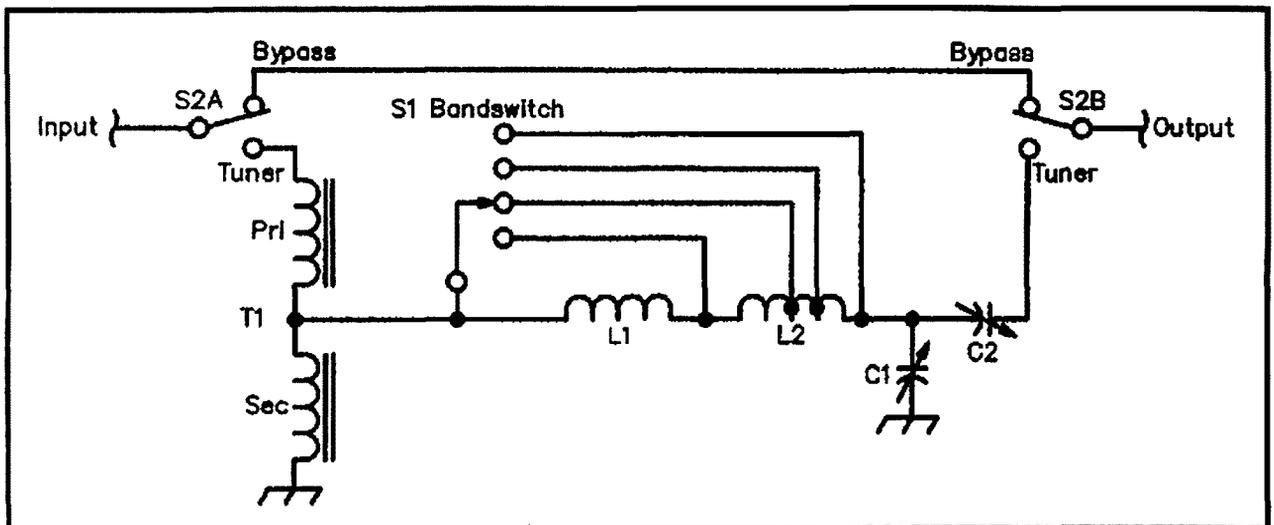 Bypass
Bypass
S2A
S2B
S1 Bandswitch
Input
Output
Tuner
Tuner
Pri
T1
L1
L2
C2
C1
Sec